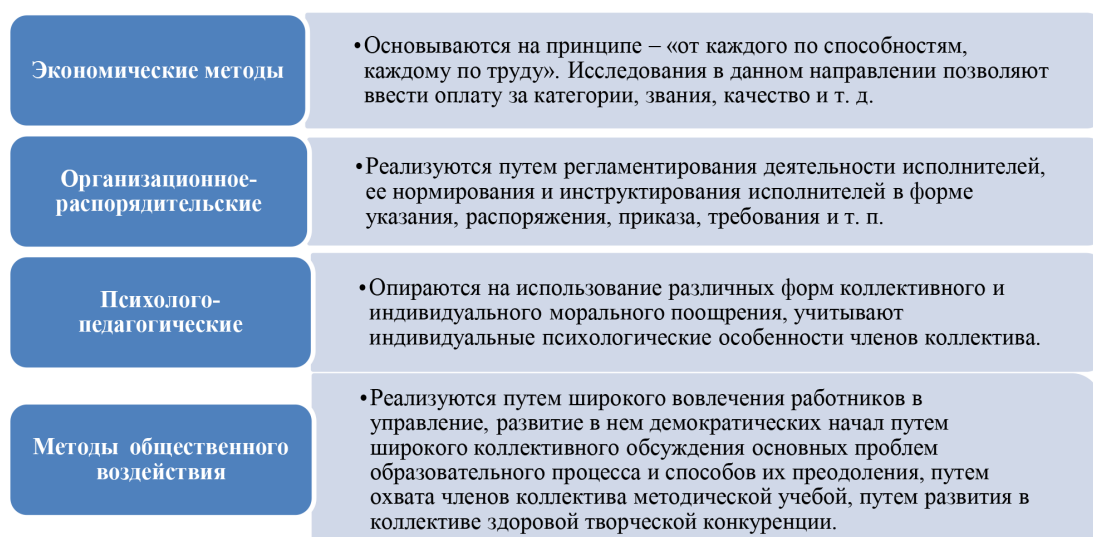 Экономические методы
•Основываются на принципе – «от каждого по способностям,
каждому по труду». Исследования в данном направлении позволяют
ввести оплату за категории, звания, качество и т. д.
Организационное-
распорядительские
•Реализуются путем регламентирования деятельности исполнителей,
ее нормирования и инструктирования исполнителей в форме
указания, распоряжения, приказа, требования и т. п.
Психолого-
педагогические
•Опираются на использование различных форм коллективного и
индивидуального морального поощрения, учитывают
индивидуальные психологические особенности членов коллектива.
Методы общественного
воздействия
•Реализуются путем широкого вовлечения работников в
управление, развитие в нем демократических начал путем
широкого коллективного обсуждения основных проблем
образовательного процесса и способов их преодоления, путем
охвата членов коллектива методической учебой, путем развития в
коллективе здоровой творческой конкуренции.